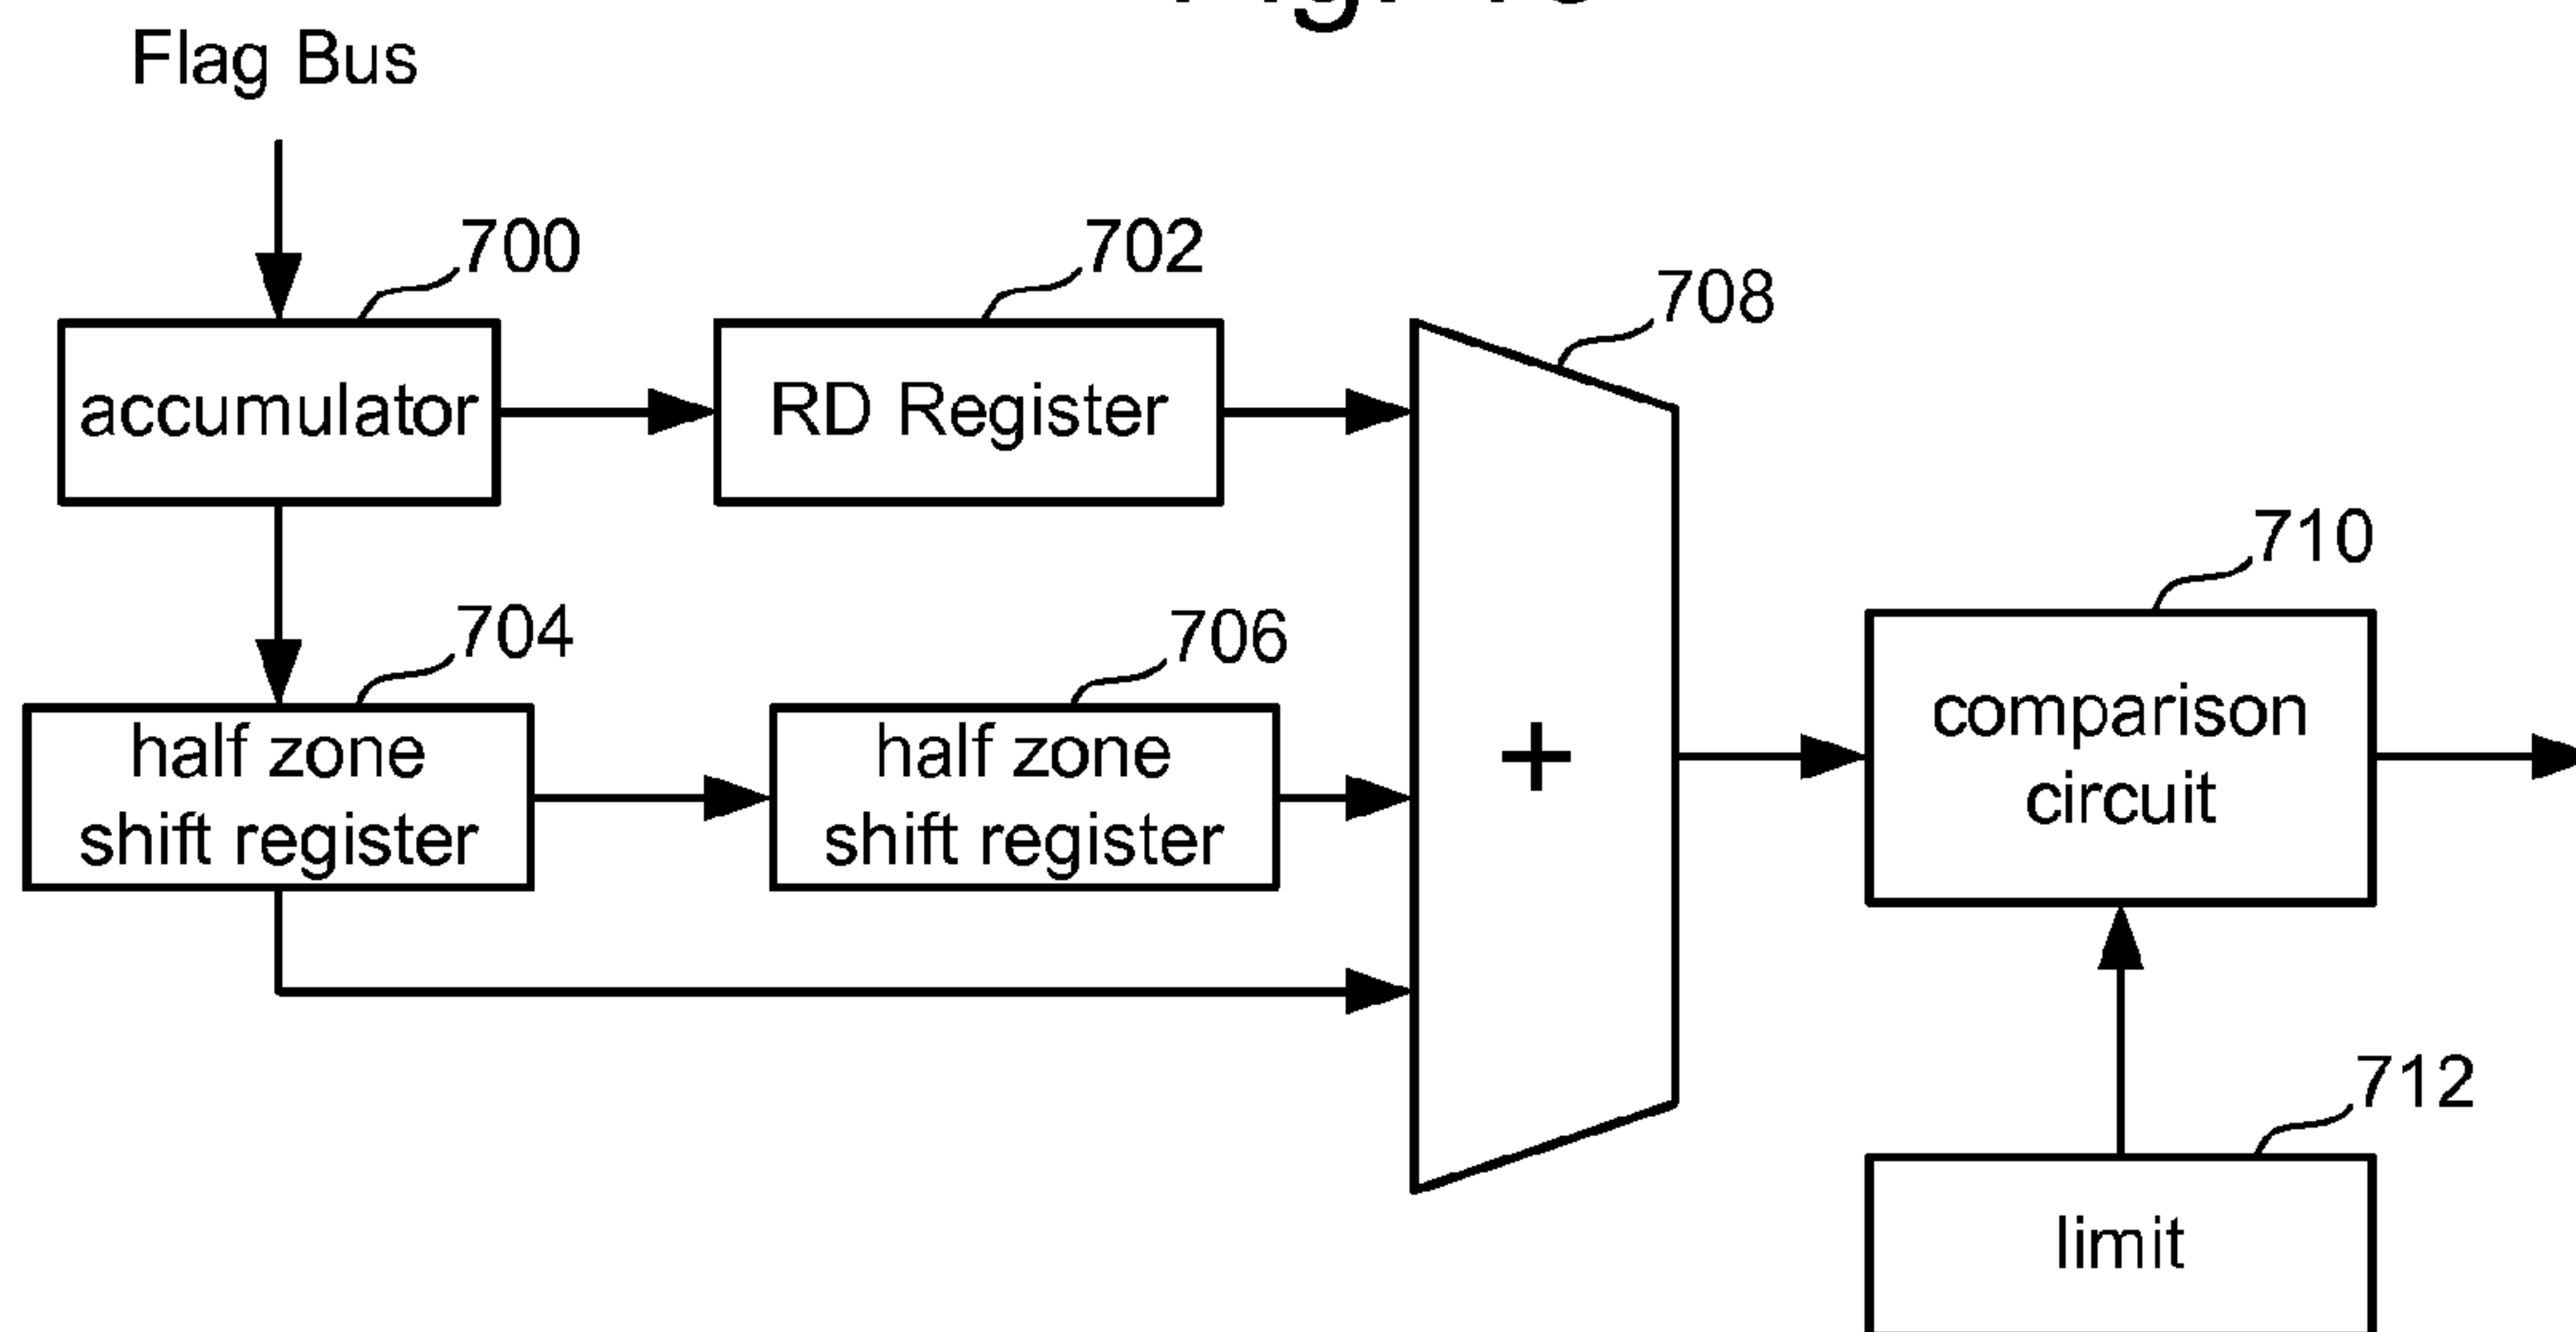 Flag Bus
700
702
708
accumulator
RD Register
710
704
706
half zone
shift register
half zone
shift register
+
comparison
circuit
712
limit